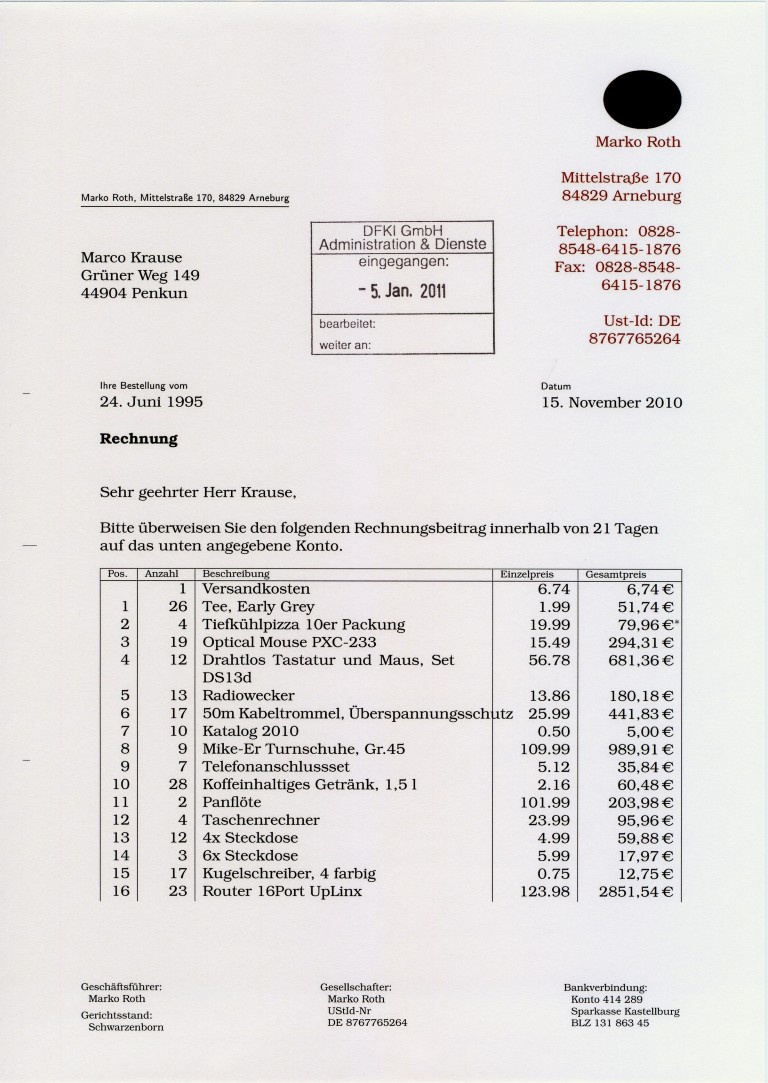 Marko Roth
Mittelstraße 170
84829 Arneburg
Telephon: 0828-
8548-6415-1876
Fax: 0828-8548-
6415-1876
Ust-Id: DE
8767765264
Marko Roth, Mittelstraße 170, 84829 Arneburg
Marco Krause
Grüner Weg 149
44904 Penkun
DFKI GmbH
Administration & Dienste
eingegangen:
- 5. Jan. 2011
bearbeitet:
weiter an:
Ihre Bestellung vom
24. Juni 1995
Datum
15. November 2010
Rechnung
Sehr geehrter Herr Krause,
Bitte überweisen Sie den folgenden Rechnungsbeitrag innerhalb von 21 Tagen
auf das unten angegebene Konto.
Pos. Anzahl Beschreibung Einzelpreis Gesamtpreis
1 Versandkosten 6.74 6,74 €
1 26 Tee, Early Grey 1.99 51,74 €
2 4 Tiefkühlpizza 10er Packung 19.99 79,96 €*
3 19 Optical Mouse PXC-233 15.49 294,31 €
4 12 Drahtlos Tastatur und Maus, Set 56.78 681,36 €
DS13d
5 13 Radiowecker 13.86 180,18 €
6 17 50m Kabeltrommel, Überspannungsschutz 25.99 441,83 €
7 10 Katalog 2010 0.50 5,00 €
8 9 Mike-Er Turnschuhe, Gr.45 109.99 989,91 €
9 7 Telefonanschlussset 5.12 35,84 €
10 28 Koffeinhaltiges Getränk, 1,5 l 2.16 60,48 €
11 2 Panflöte 101.99 203,98 €
12 4 Taschenrechner 23.99 95,96 €
13 12 4x Steckdose 4.99 59,88 €
14 3 6x Steckdose 5.99 17,97 €
15 17 Kugelschreiber, 4 farbig 0.75 12,75 €
16 23 Router 16Port UpLinx 123.98 2851,54 €
Geschäftsführer:
Marko Roth
Gerichtsstand:
Schwarzenborn
Gesellschafter:
Marko Roth
UStId-Nr
DE 8767765264
Bankverbindung:
Konto 414 289
Sparkasse Kastellburg
BLZ 131 863 45